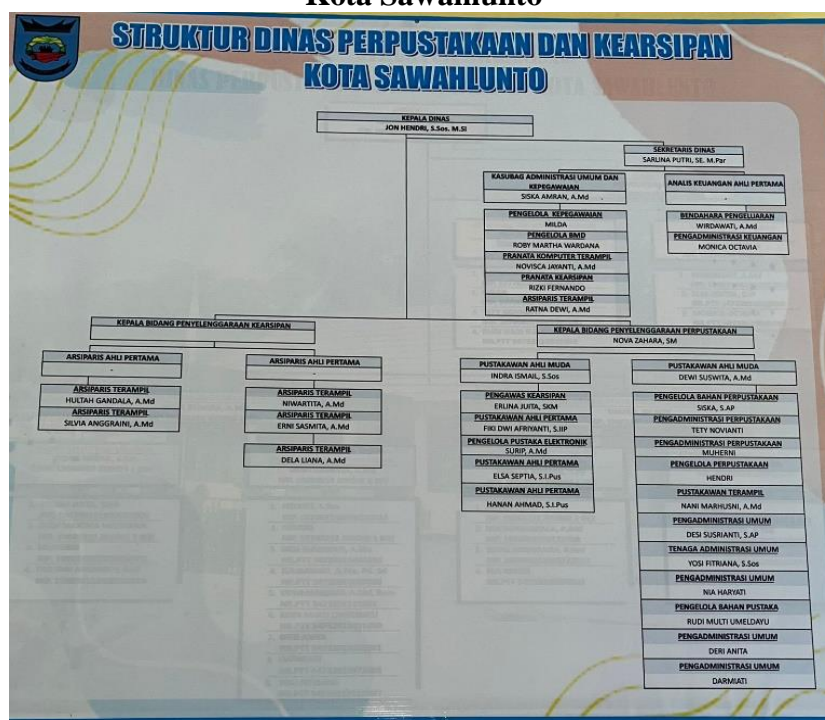 Kota Sawahlunto
STRUKTUR DINAS PERPUSTAKAAN DAN KEARSIPAN
KOTA SAWAHLUNTO
KEPALA DINAS
JON HENDRI, S.Sos. M.SI
SEKRETARIS DINAS
SARLINA PUTRI, SE. M.Par
KASUBAG ADMINISTRASI UMUM DAN
KEPEGAWAIAN
SISKA AMRAN, A.Md
PENGELOLA KEPEGAWAIAN
MILDA
PENGELOLA BMD
ROBY MARTHA WARDANA
PRANATA KOMPUTER TERAMPIL
NOVISCA JAYANTI, A.Md
PRANATA KEARSIPAN
RIZKI FERNANDO
ARSIPARIS TERAMPIL
RATNA DEWI, A.Md
ANALIS KEUANGAN AHLI PERTAMA
-
BENDAHARA PENGELUARAN
WIRDAWATI, A.Md
PENGADMINISTRASI KEUANGAN
MONICA OCTAVIA
KEPALA BIDANG PENYELENGGARAAN KEARSIPAN
ARSIPARIS AHLI PERTAMA
-
ARSIPARIS TERAMPIL
HULTAH GANDALA, A.Md
ARSIPARIS TERAMPIL
SILVIA ANGGRAINI, A.Md
ARSIPARIS AHLI PERTAMA
-
ARSIPARIS TERAMPIL
NIWARTITA, A.Md
ARSIPARIS TERAMPIL
ERNI SASMITA, A.Md
ARSIPARIS TERAMPIL
DELA LIANA, A.Md
KEPALA BIDANG PENYELENGGARAAN PERPUSTAKAAN
NOVA ZAHARA, SM
PUSTAKAWAN AHLI MUDA
INDRA ISMAIL, S.Sos
PENGAWAS KEARSIPAN
ERLINA JUITA, SKM
PUSTAKAWAN AHLI PERTAMA
FIKI DWI AFRIYANTI, S.IIP
PENGELOLA PUSTAKA ELEKTRONIK
SURIP, A.Md
PUSTAKAWAN AHLI PERTAMA
ELSA SEPTIA, S.I.Pus
PUSTAKAWAN AHLI PERTAMA
HANAN AHMAD, S.I.Pus
PUSTAKAWAN AHLI MUDA
DEWI SUSWITA, A.Md
PENGELOLA BAHAN PERPUSTAKAAN
SISKA, S.AP
PENGADMINISTRASI PERPUSTAKAAN
TETY NOVIANTI
PENGADMINISTRASI PERPUSTAKAAN
MUHERNI
PENGELOLA PERPUSTAKAAN
HENDRI
PUSTAKAWAN TERAMPIL
NANI MARHUSNI, A.Md
PENGADMINISTRASI UMUM
DESI SUSRIANTI, S.AP
TENAGA ADMINISTRASI UMUM
YOSI FITRIANA, S.Sos
PENGADMINISTRASI UMUM
NIA HARYATI
PENGELOLA BAHAN PUSTAKA
RUDI MULTI UMELDAYU
PENGADMINISTRASI UMUM
DERI ANITA
PENGADMINISTRASI UMUM
DARMIATI